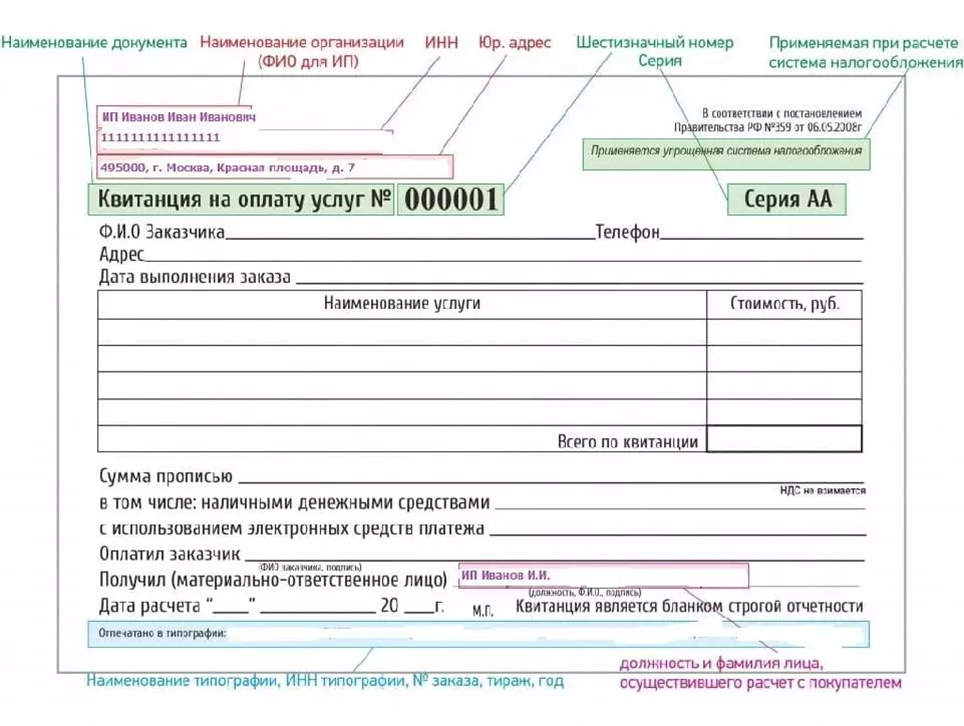 Наименование документа
Наименование организации
(ФИО для ИП)
ИНН
Юр. адрес
Шестизначный номер
Серия
Применяемая при расчете
система налогообложения
ИП Иванов Иван Иванович
1111111111111111
495000, г. Москва, Красная площадь, д. 7
В соответствии с постановлением
Правительства РФ №359 от 06.05.2008г
Применяется упрощенная система налогообложения
Квитанция на оплату услуг № 000001 Серия АА
Ф.И.О Заказчика Телефон
Адрес
Дата выполнения заказа
Наименование услуги Стоимость, руб.
Всего по квитанции
Сумма прописью
НДС не взимается
в том числе: наличными денежными средствами
с использованием электронных средств платежа
Оплатил заказчик
(ФИО заказчика, подпись)
Получил (материально-ответственное лицо) ИП Иванов И.И.
(должность, Ф.И.О., подпись)
Дата расчета “____” ____________ 20 ___г. М.П. Квитанция является бланком строгой отчетности
Отпечатано в типографии:
Наименование типографии, ИНН типографии, № заказа, тираж, год
должность и фамилия лица,
осуществившего расчет с покупателем